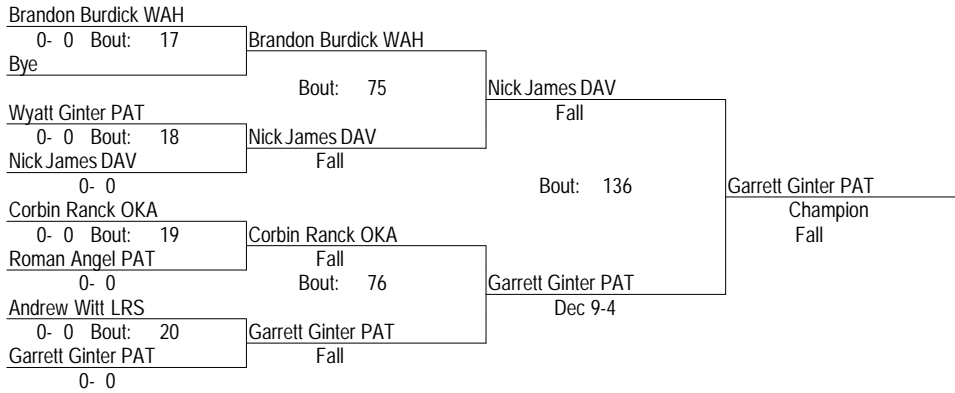 Brandon Burdick WAH
0- 0 Bout: 17
Bye
Brandon Burdick WAH
Bout: 75
Wyatt Ginter PAT
0- 0 Bout: 18
Nick James DAV
0- 0
Nick James DAV
Fall
Nick James DAV
Fall
Bout: 136
Corbin Ranck OKA
0- 0 Bout: 19
Roman Angel PAT
0- 0
Corbin Ranck OKA
Fall
Bout: 76
Andrew Witt LRS
0- 0 Bout: 20
Garrett Ginter PAT
0- 0
Garrett Ginter PAT
Fall
Garrett Ginter PAT
Dec 9-4
Garrett Ginter PAT
Champion
Fall